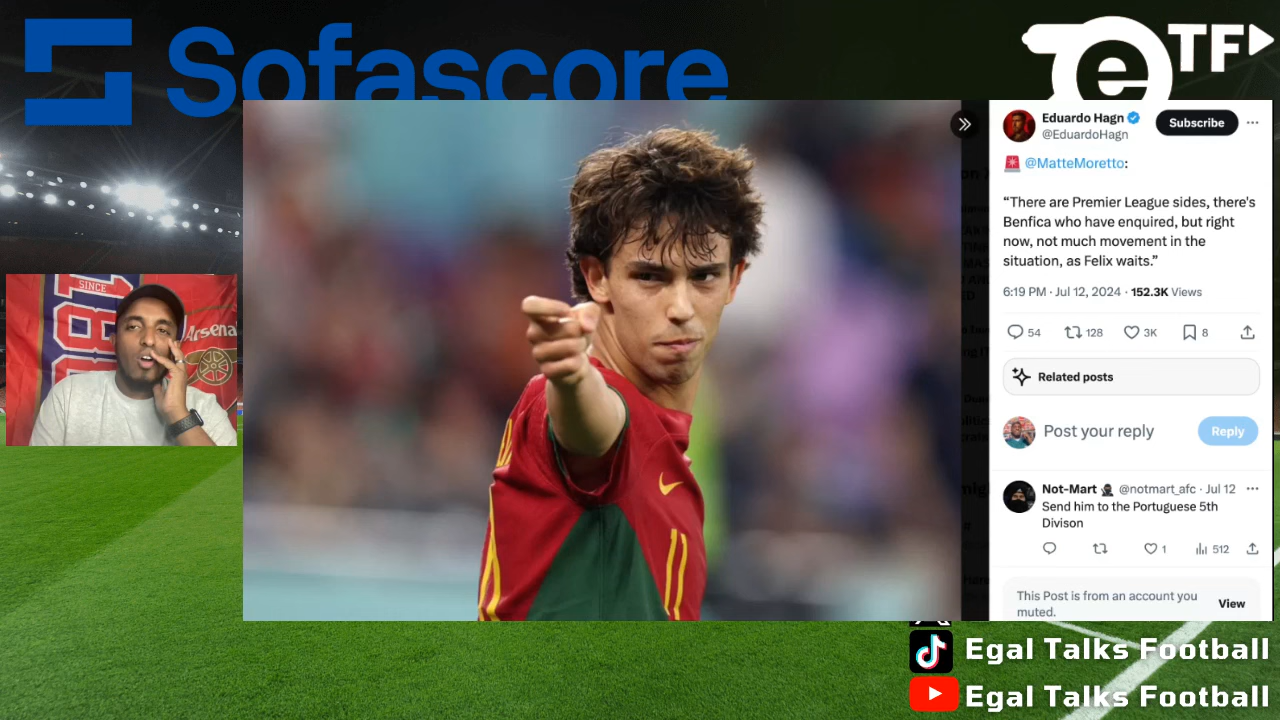 Sofascore
eTF
Eduardo Hagn
Subscribe
@EduardoHagn
@MatteMoretto:
“There are Premier League sides, there's
Benfica who have enquired, but right
now, not much movement in the
situation, as Felix waits.”
6:19 PM · Jul 12, 2024 · 152.3K Views
54
128
3K
8
Related posts
Post your reply
Reply
Not-Mart @notmart_afc · Jul 12
Send him to the Portuguese 5th
Divison
1
512
This Post is from an account you
muted.
View
SINCE
Arsenal
11
Egal Talks Football
Egal Talks Football